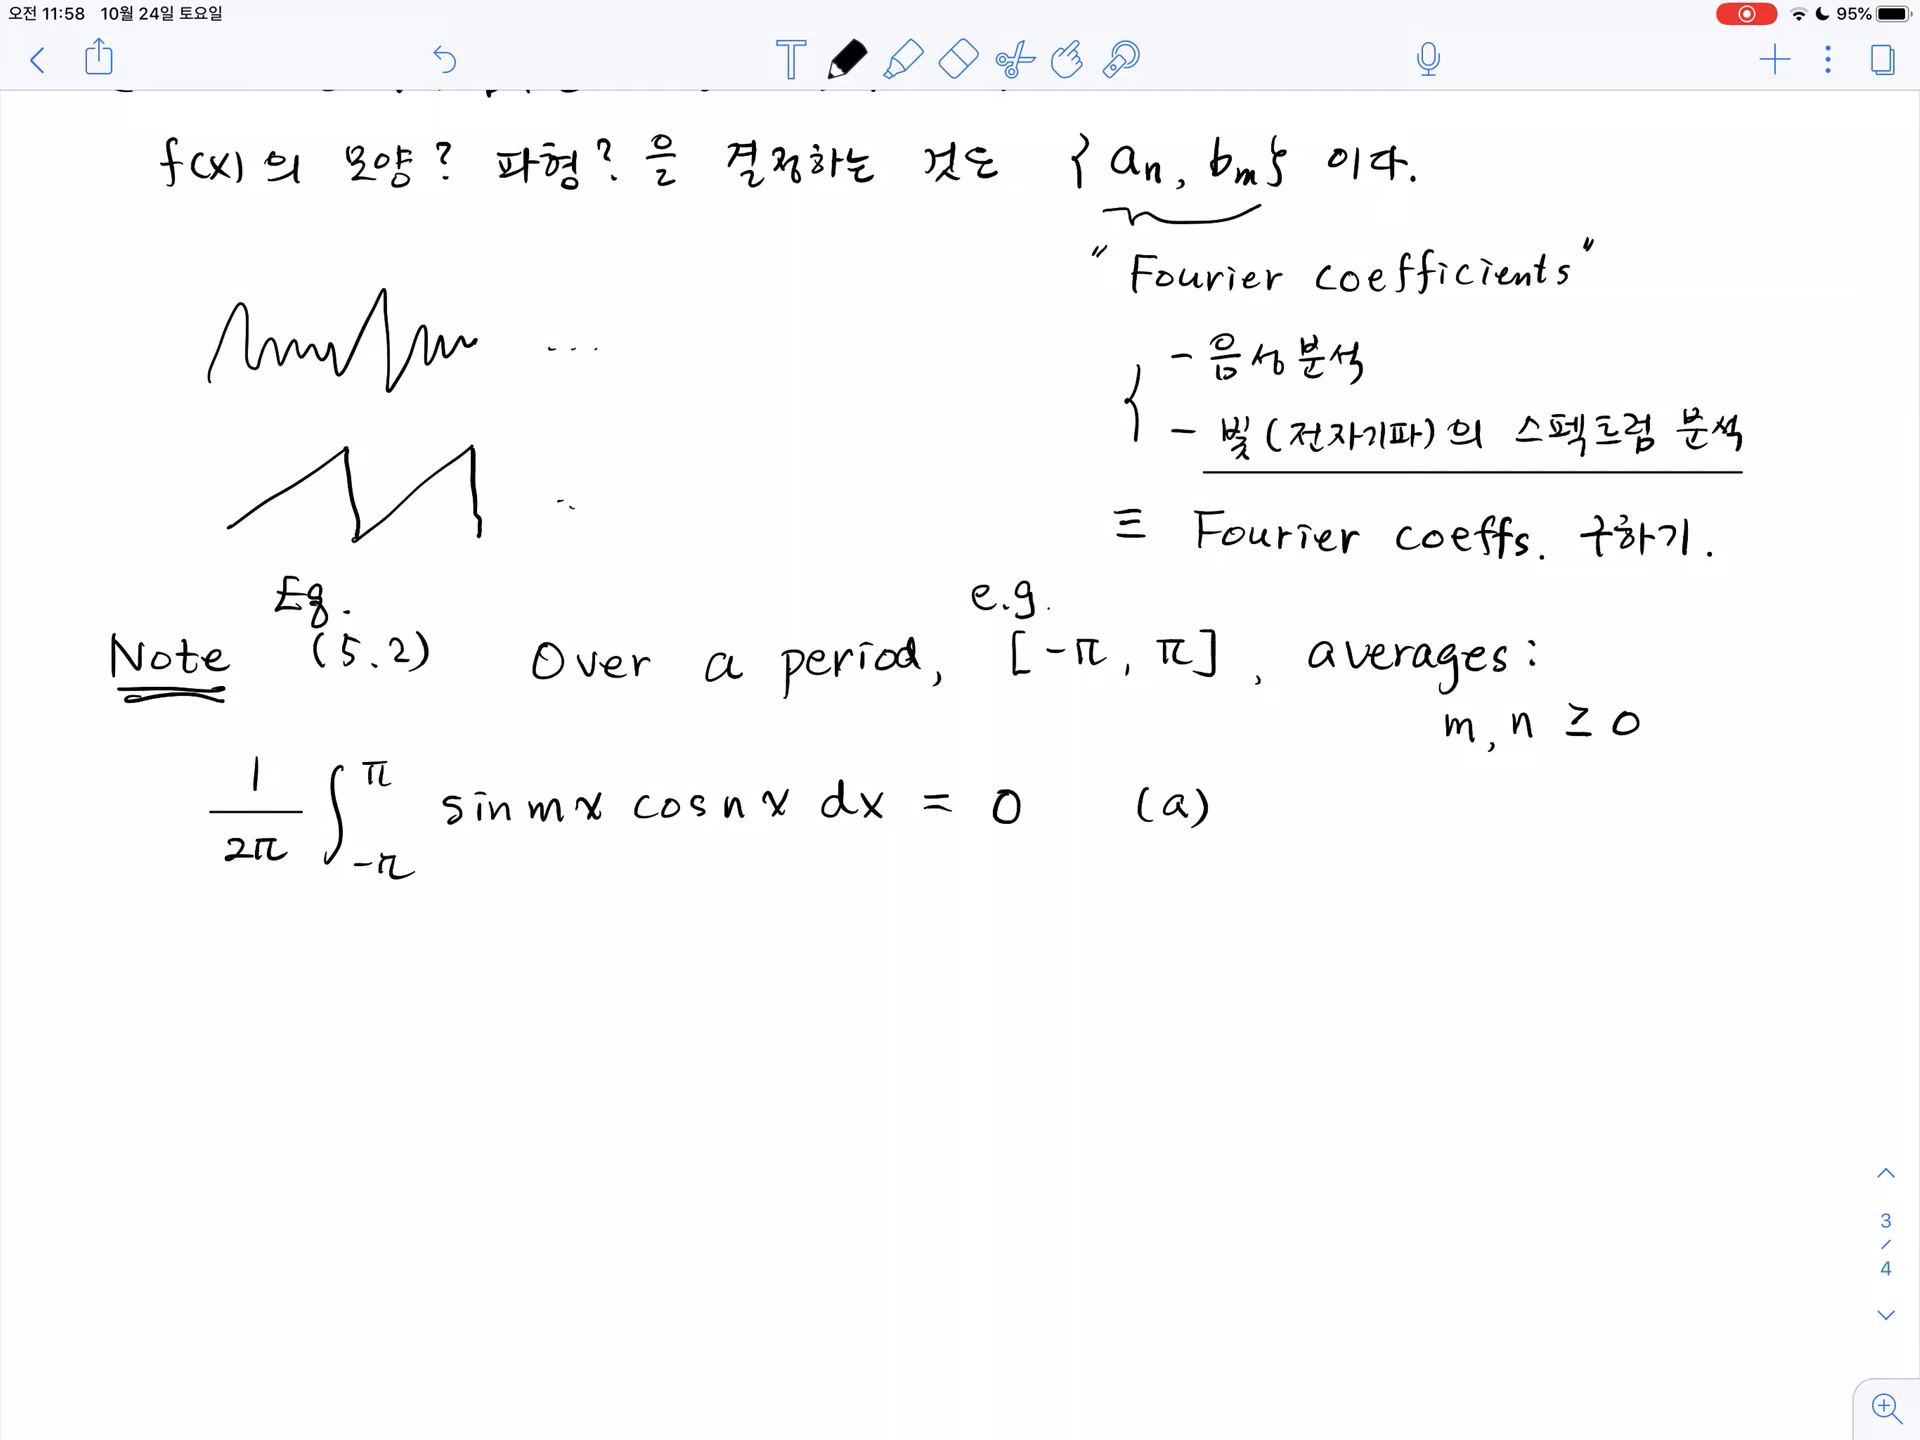 오전 11:58 10월 24일 토요일 95%
f(x)의 모양? 파형?을 결정하는 것은 { an, bm } 이다.
"Fourier coefficients"
- 음성분석
...
- 빛(전자기파)의 스펙트럼 분석
≡ Fourier coeffs. 구하기.
Eq. e.g.
Note (5.2) Over a period, [-π, π], averages:
m, n ≥ 0
1/2π ∫_{-π}^{π} sin mx cos nx dx = 0 (a)
3
/
4